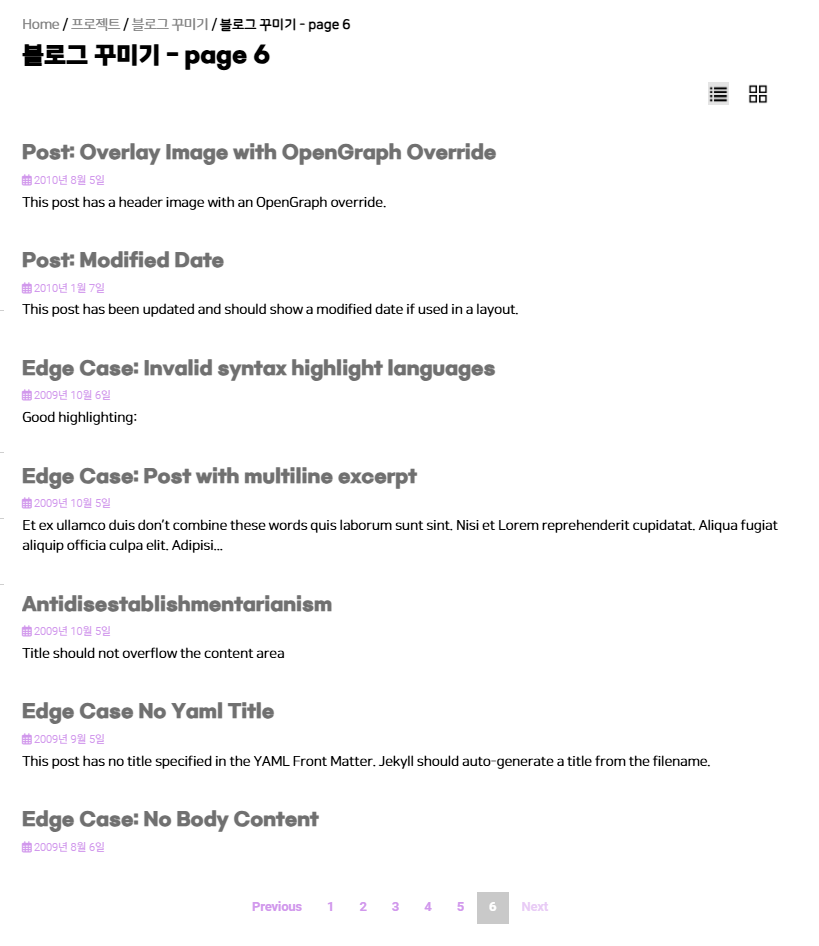 Home / 프로젝트 / 블로그 꾸미기 / 블로그 꾸미기 - page 6
블로그 꾸미기 - page 6
Post: Overlay Image with OpenGraph Override
2010년 8월 5일
This post has a header image with an OpenGraph override.
Post: Modified Date
2010년 1월 7일
This post has been updated and should show a modified date if used in a layout.
Edge Case: Invalid syntax highlight languages
2009년 10월 6일
Good highlighting:
Edge Case: Post with multiline excerpt
2009년 10월 5일
Et ex ullamco duis don’t combine these words quis laborum sunt sint. Nisi et Lorem reprehenderit cupidatat. Aliqua fugiat
aliquip officia culpa elit. Adipisi...
Antidisestablishmentarianism
2009년 10월 5일
Title should not overflow the content area
Edge Case No Yaml Title
2009년 9월 5일
This post has no title specified in the YAML Front Matter. Jekyll should auto-generate a title from the filename.
Edge Case: No Body Content
2009년 8월 6일
Previous 1 2 3 4 5 6 Next